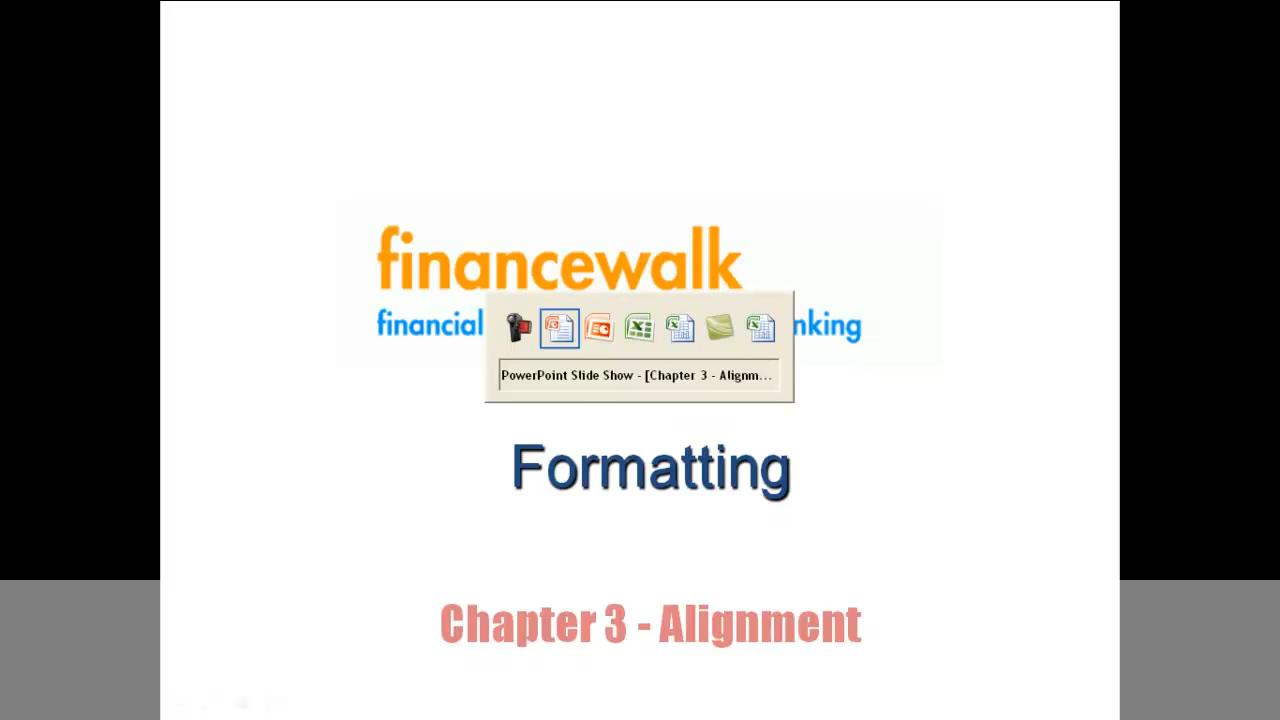 financewalk
financial nking
PowerPoint Slide Show - [Chapter 3 - Alignm...
Formatting
Chapter 3 - Alignment